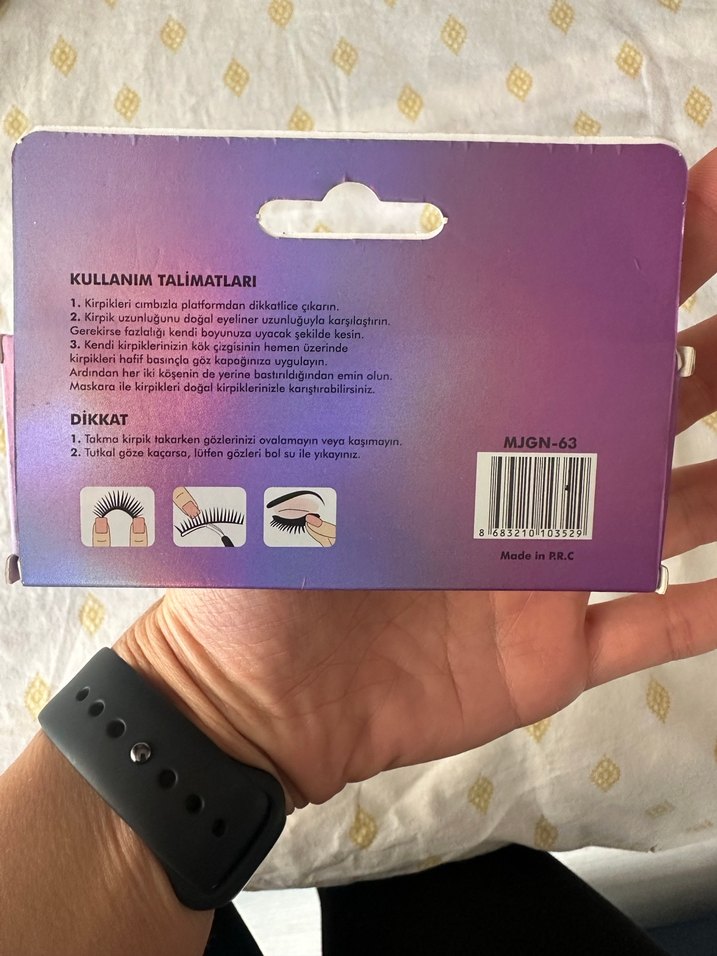 KULLANIM TALİMATLARI
1. Kirpikleri cımbızla platformdan dikkatlice çıkarın.
2. Kirpik uzunluğunu doğal eyeliner uzunluğuyla karşılaştırın.
Gerekirse fazlalığı kendi boyunuza uyacak şekilde kesin.
3. Kendi kirpiklerinizin kök çizgisinin hemen üzerinde
kirpikleri hafif basınçla göz kapağınıza uygulayın.
Ardından her iki köşenin de yerine bastırıldığından emin olun.
Maskara ile kirpikleri doğal kirpiklerinizle karıştırabilirsiniz.
DİKKAT
1. Takma kirpik takarken gözlerinizi ovalamayın veya kaşımayın.
2. Tutkal göze kaçarsa, lütfen gözleri bol su ile yıkayınız.
MJGN-63
8 683210 103529
Made in P.R.C